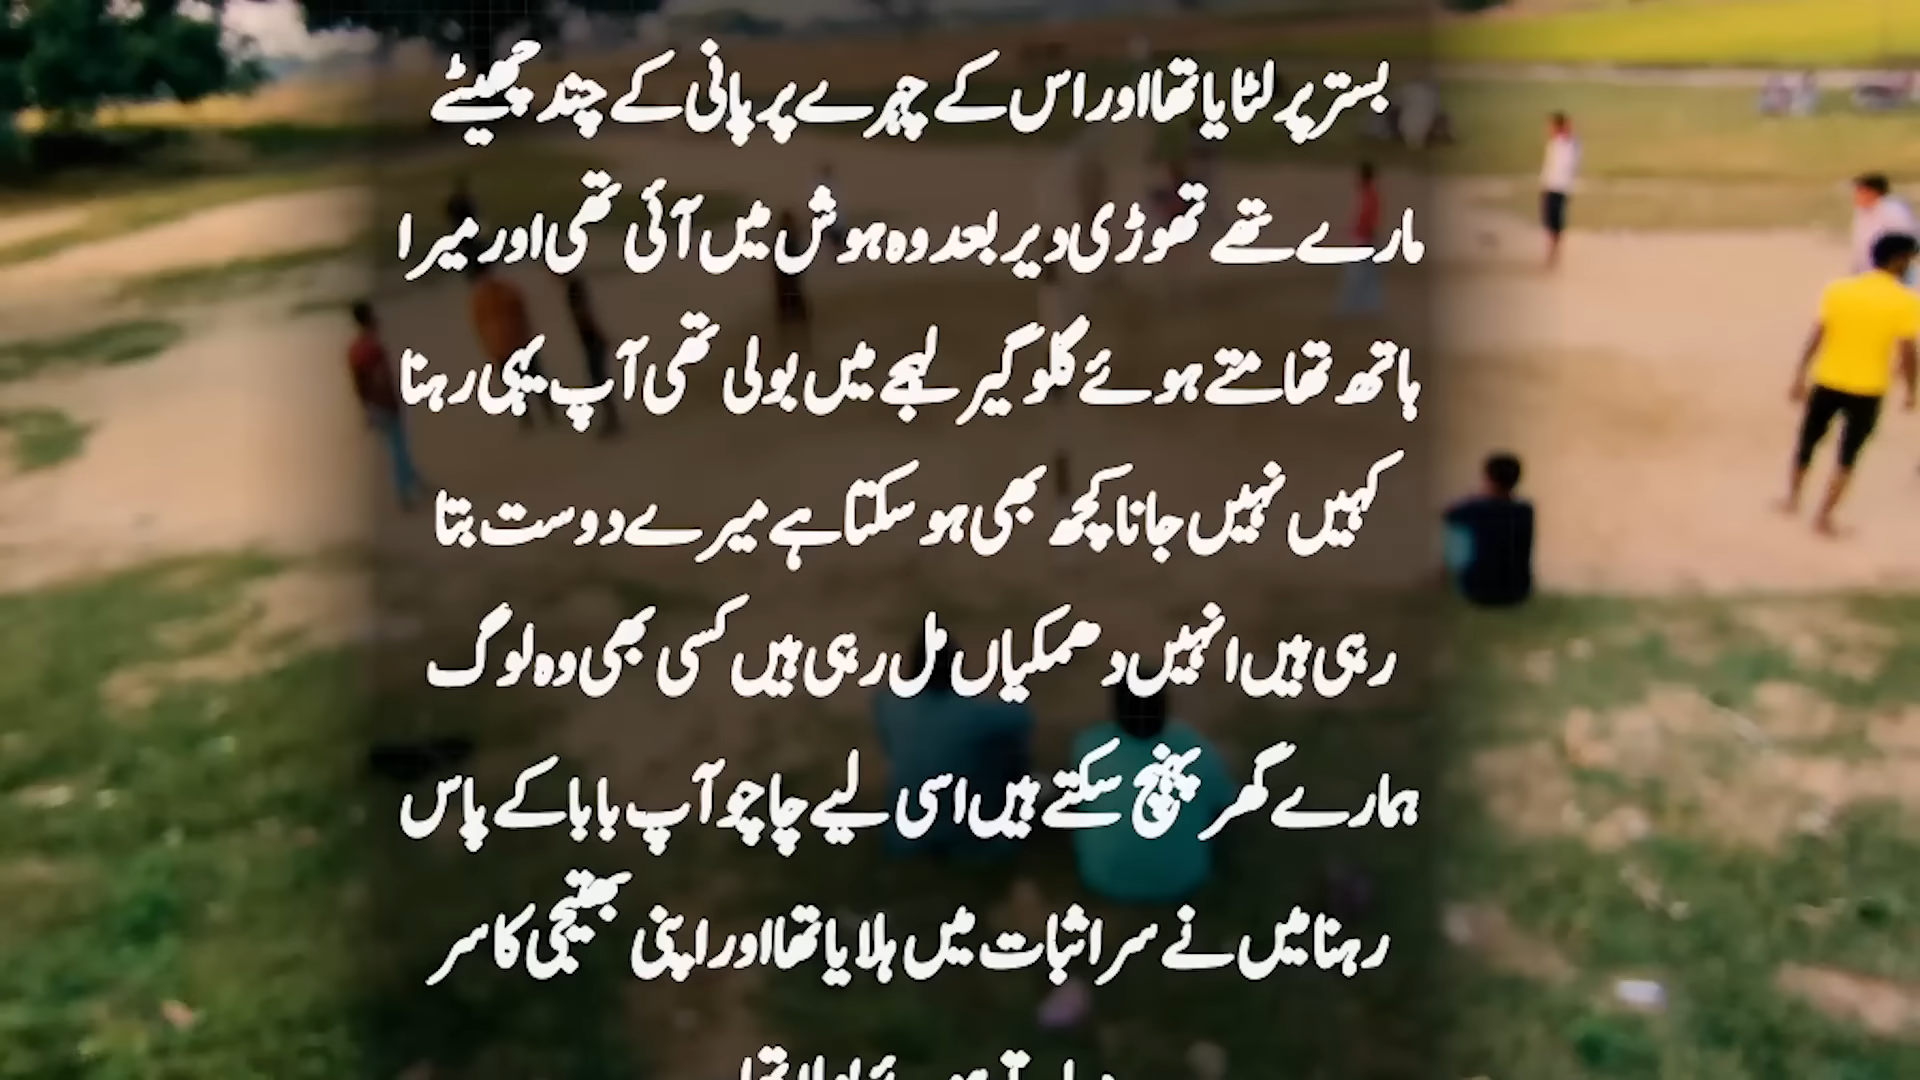 بستر پر لٹایا تھا اور اس کے چہرے پر پانی کے چند چھینٹے
مارے تھے تھوڑی دیر بعد وہ ہوش میں آئی تھی اور میرا
ہاتھ تھامتے ہوئے گلوگیر لہجے میں بولی تھی آپ یہی رہنا
کہیں نہیں جانا کچھ بھی ہو سکتا ہے میرے دوست بتا
رہی ہیں انہیں دھمکیاں مل رہی ہیں کسی بھی وہ لوگ
ہمارے گھر پہنچ سکتے ہیں اسی لیے چاچو آپ بابا کے پاس
رہنا میں نے سر اثبات میں ہلایا تھا اور اپنی بھتیجی کا سر